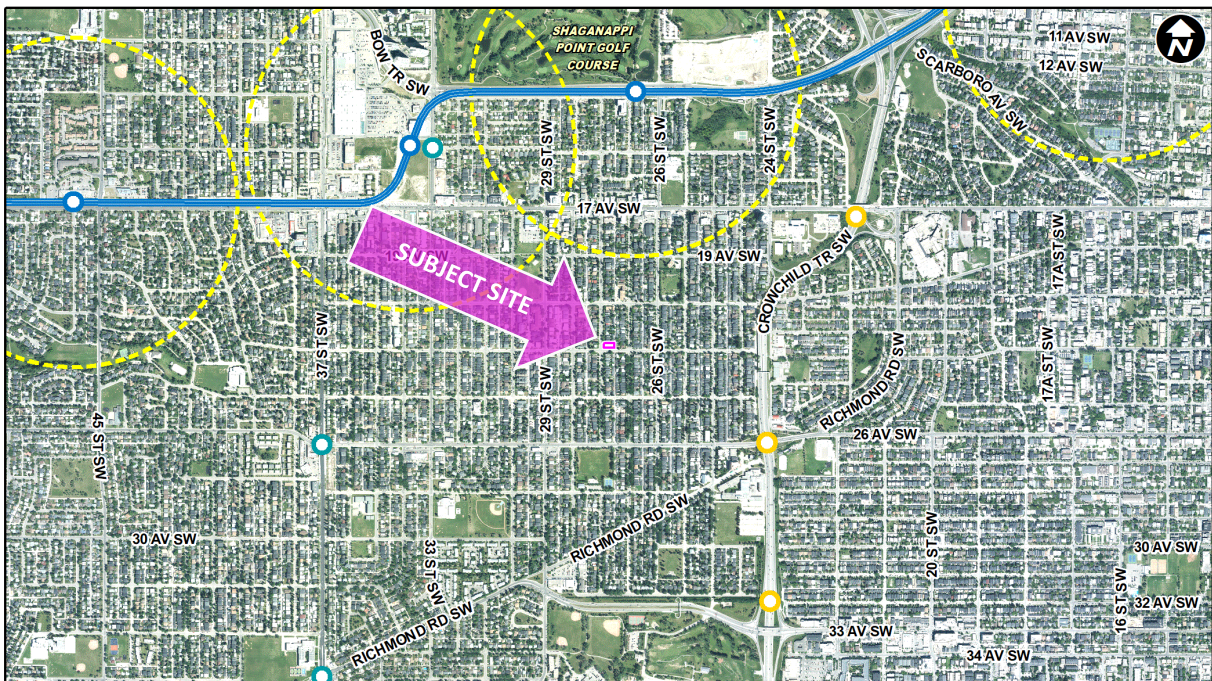 SHAGANAPPI
POINT GOLF
COURSE
N
BOW TR SW
11 AV SW
12 AV SW
SCARBORO AV SW
29 ST SW
26 ST SW
24 ST SW
17 AV SW
SUBJECT SITE
19 AV SW
CROWCHILD TR SW
17A ST SW
37 ST SW
29 ST SW
26 ST SW
RICHMOND RD SW
17A ST SW
45 ST SW
26 AV SW
RICHMOND RD SW
30 AV SW
33 ST SW
20 ST SW
30 AV SW
16 ST SW
32 AV SW
RICHMOND RD SW
33 AV SW
34 AV SW